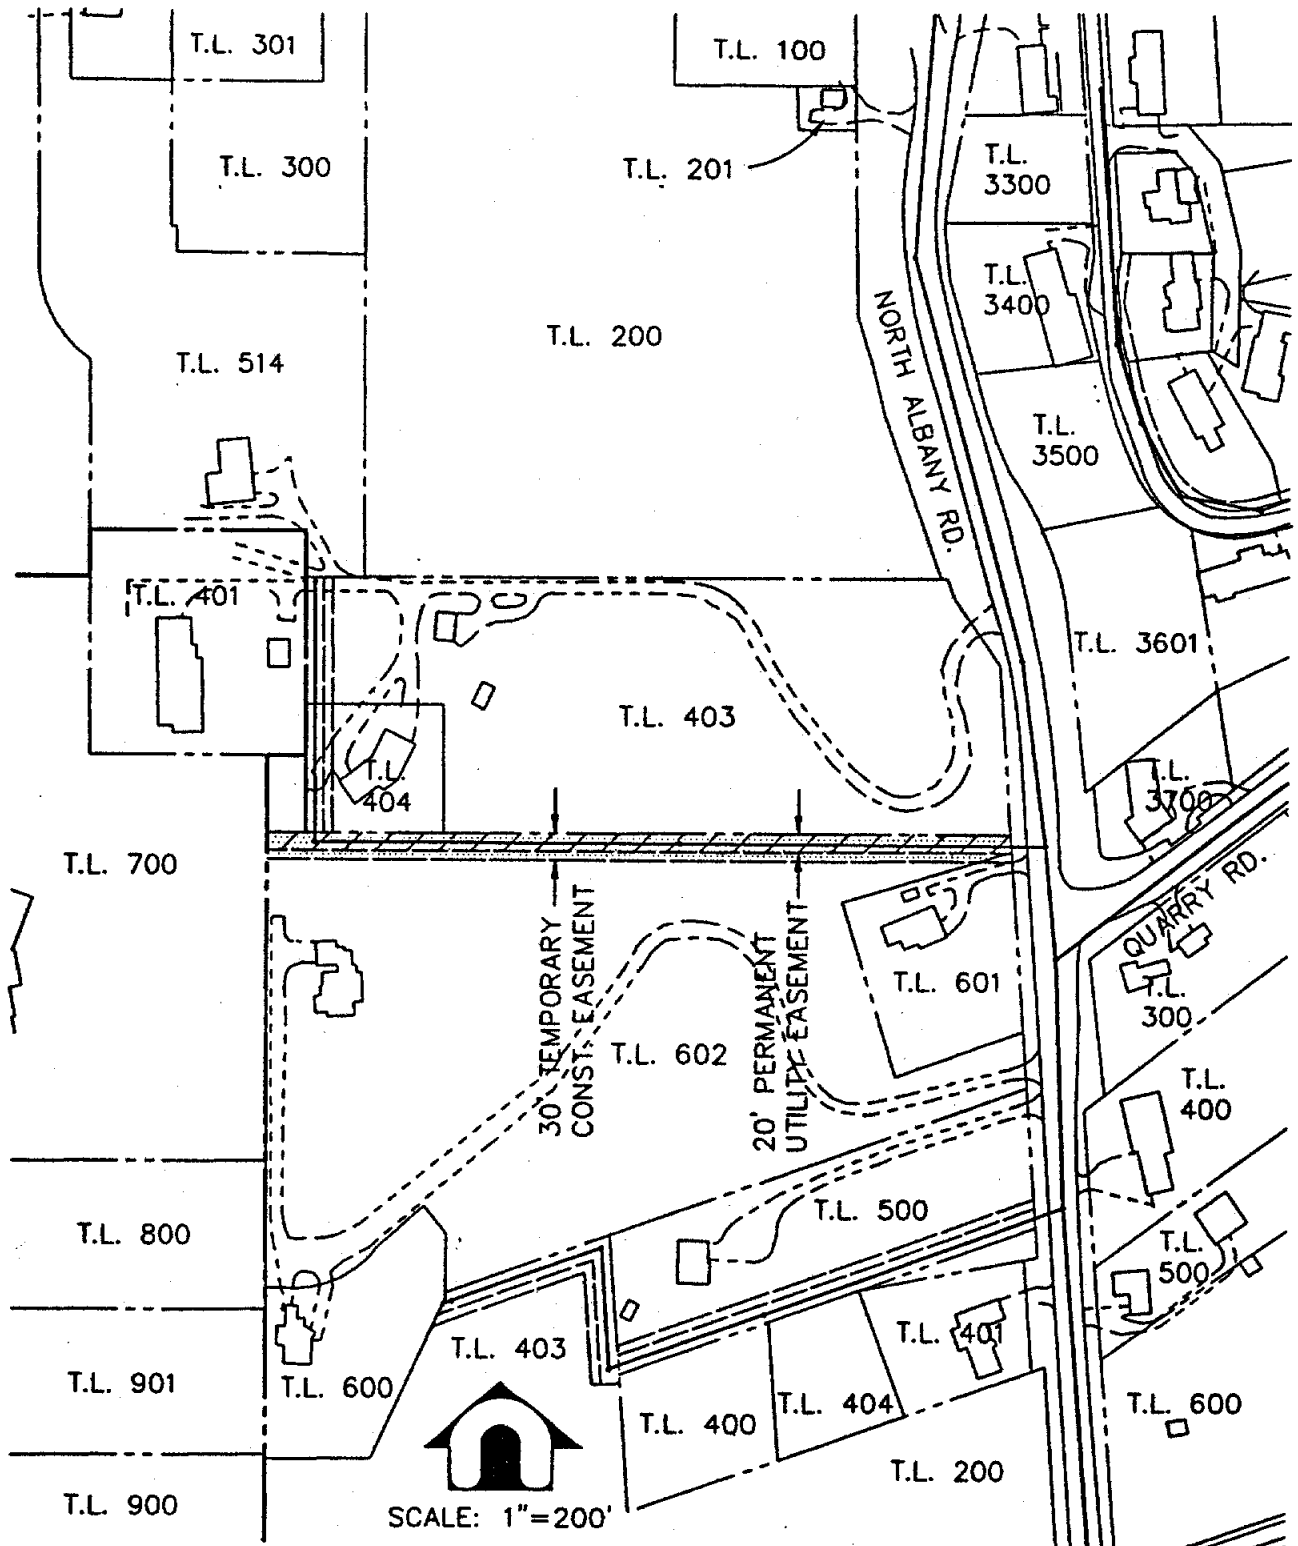 T.L. 301
T.L. 100
T.L. 300
T.L. 201
T.L.
3300
T.L.
3400
T.L. 200
T.L. 514
NORTH ALBANY RD.
T.L.
3500
T.L. 401
T.L. 3601
T.L. 403
T.L.
404
T.L.
3700
T.L. 700
QUARRY RD.
30' TEMPORARY
CONST. EASEMENT
20' PERMANENT
UTILITY EASEMENT
T.L. 601
T.L.
300
T.L. 602
T.L.
400
T.L. 800
T.L. 500
T.L.
500
T.L. 403
T.L. 401
T.L. 901
T.L. 600
T.L. 400
T.L. 404
T.L. 600
T.L. 200
T.L. 900
SCALE: 1"=200'